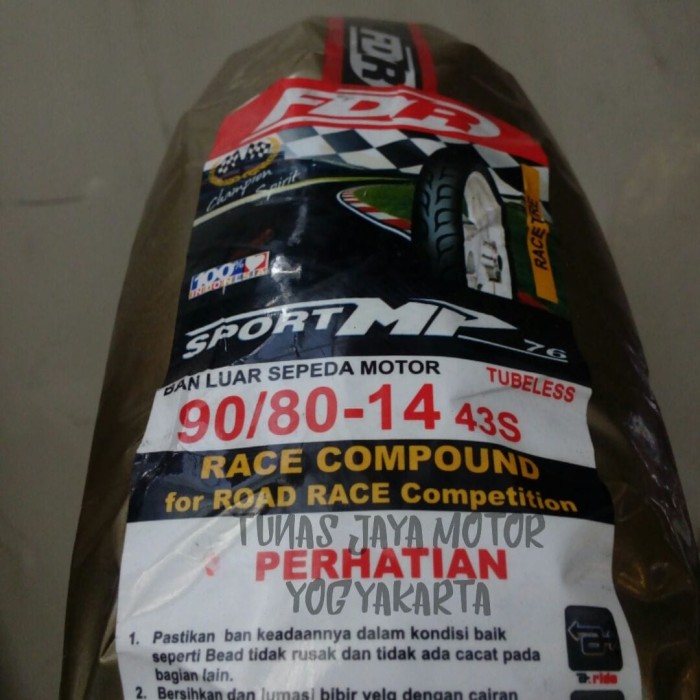 FDR
FDR
Champion
Spirit
RACE TIRE
100%
SPORT MP 76
BAN LUAR SEPEDA MOTOR
TUBELESS
90/80-14 43S
RACE COMPOUND
for ROAD RACE Competition
TUNAS JAYA MOTOR
PERHATIAN
YOGYAKARTA
1. Pastikan ban keadaannya dalam kondisi baik
seperti Bead tidak rusak dan tidak ada cacat pada
bagian lain.
2. Bersihkan dan lumasi bibir velg dengan cairan
ride